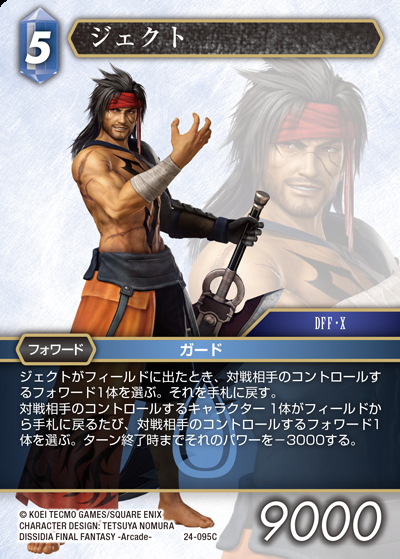 5
ジェクト
DFF・X
フォワード
ガード
ジェクトがフィールドに出たとき、対戦相手のコントロールす
るフォワード1体を選ぶ。それを手札に戻す。
対戦相手のコントロールするキャラクター 1体がフィールドか
ら手札に戻るたび、対戦相手のコントロールするフォワード1
体を選ぶ。ターン終了時までそれのパワーを－3000する。
© KOEI TECMO GAMES/SQUARE ENIX
CHARACTER DESIGN: TETSUYA NOMURA
DISSIDIA FINAL FANTASY -Arcade-
24-095C
9000